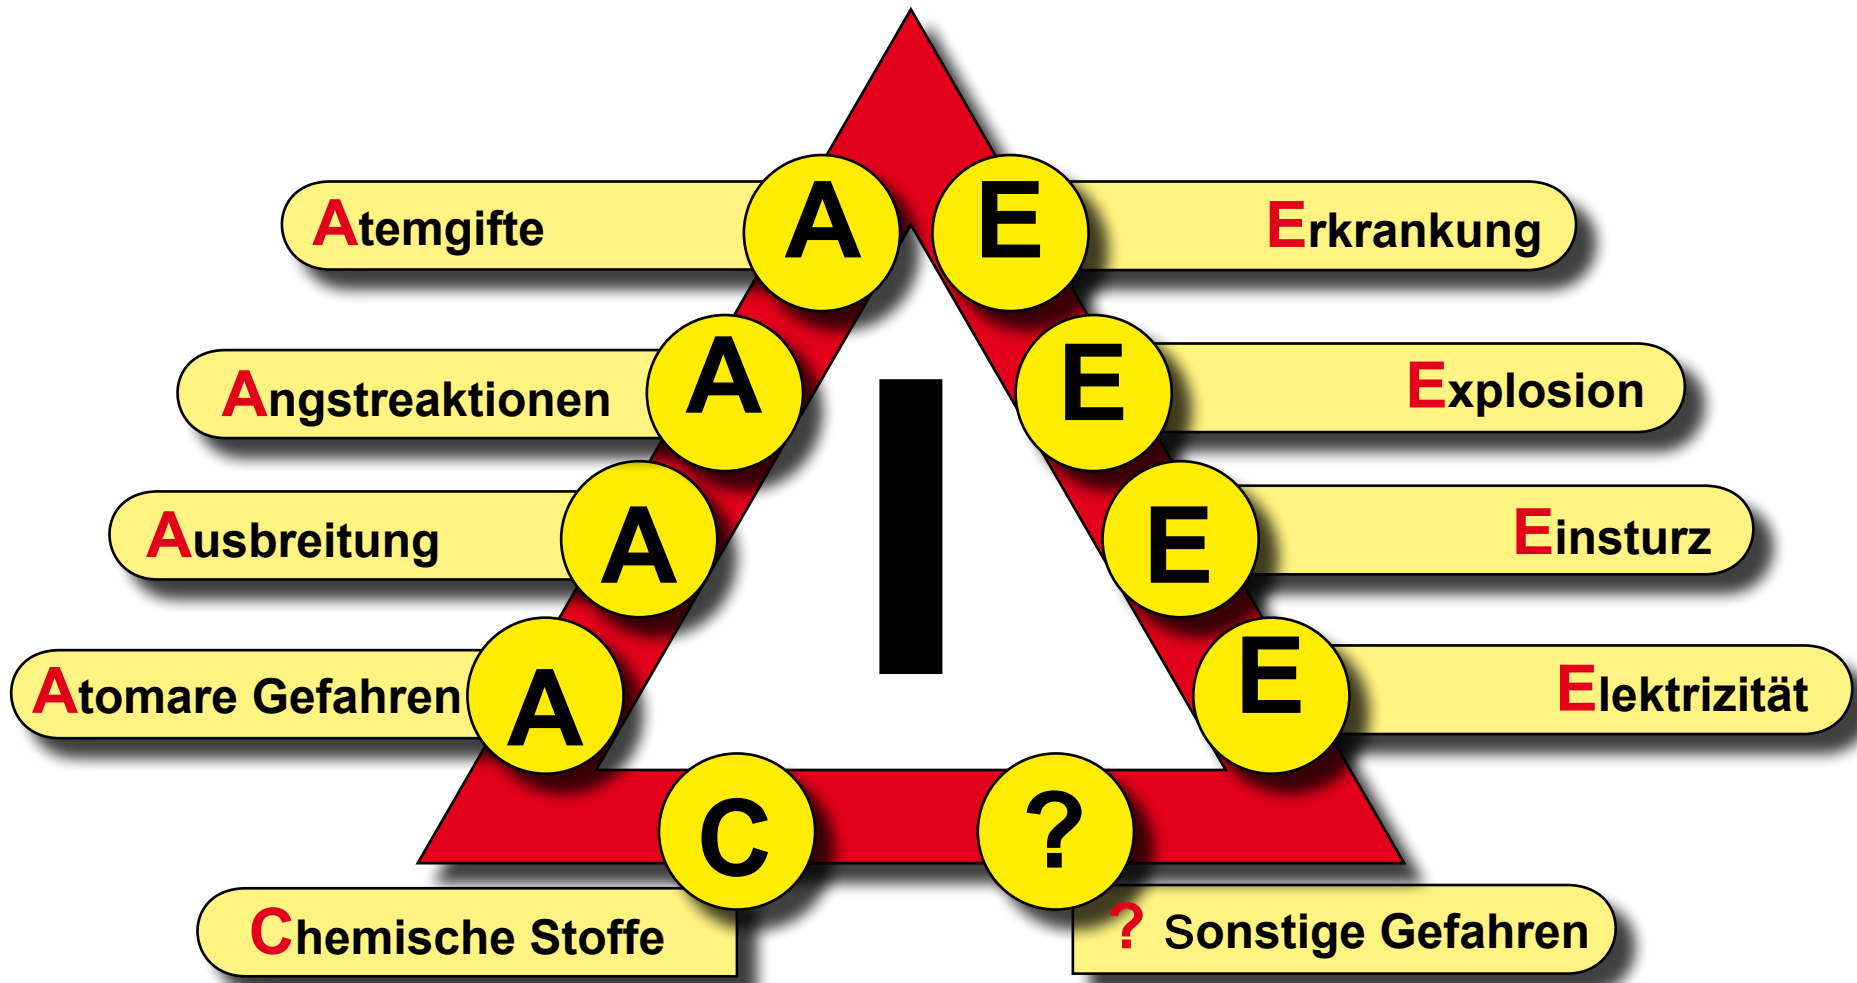 A E
Atemgifte Erkrankung
A E
Angstreaktionen Explosion
I
A E
Ausbreitung Einsturz
A E
Atomare Gefahren Elektrizität
C ?
Chemische Stoffe ? Sonstige Gefahren